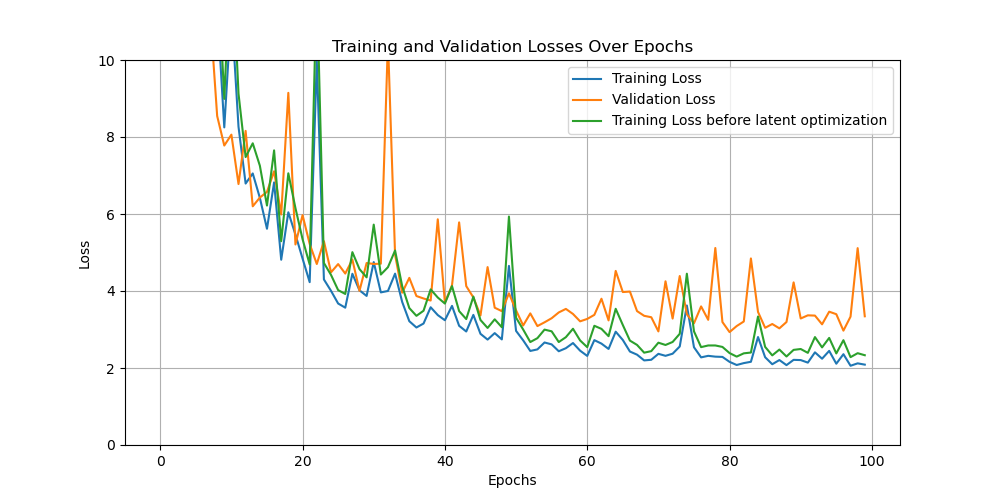 Training and Validation Losses Over Epochs
Training Loss
Validation Loss
Training Loss before latent optimization
Loss
10
8
6
4
2
0
0 20 40 60 80 100
Epochs